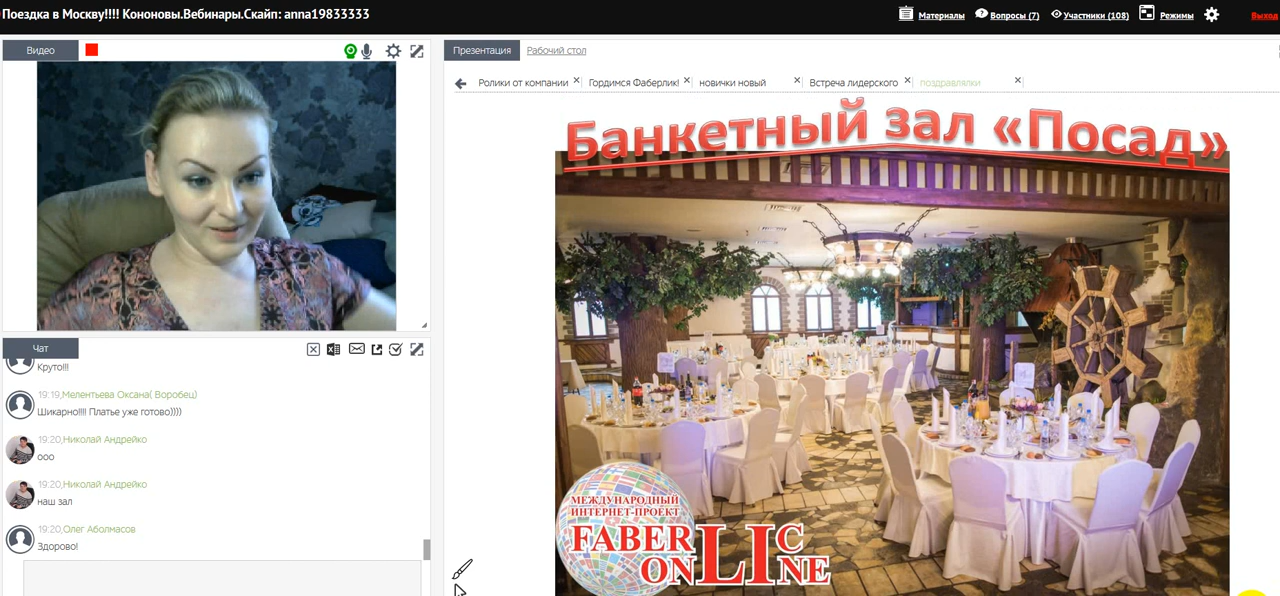 Поездка в Москву!!!! Кононовы.Вебинары.Скайп: anna19833333
Материалы
Вопросы (7)
Участники (108)
Режимы
Выход
Видео
Презентация
Рабочий стол
Ролики от компании
Гордимся Фаберлик!
новички новый
Встреча лидерского
поздравлялки
Банкетный зал «Посад»
МЕЖДУНАРОДНЫЙ
ИНТЕРНЕТ-ПРОЕКТ
FABERLIC
ONLINE
Чат
Круто!!!
19:19,Мелентьева Оксана( Воробец)
Шикарно!!!! Платье уже готово))))
19:20,Николай Андрейко
ооо
19:20,Николай Андрейко
наш зал
19:20,Олег Аболмасов
Здорово!